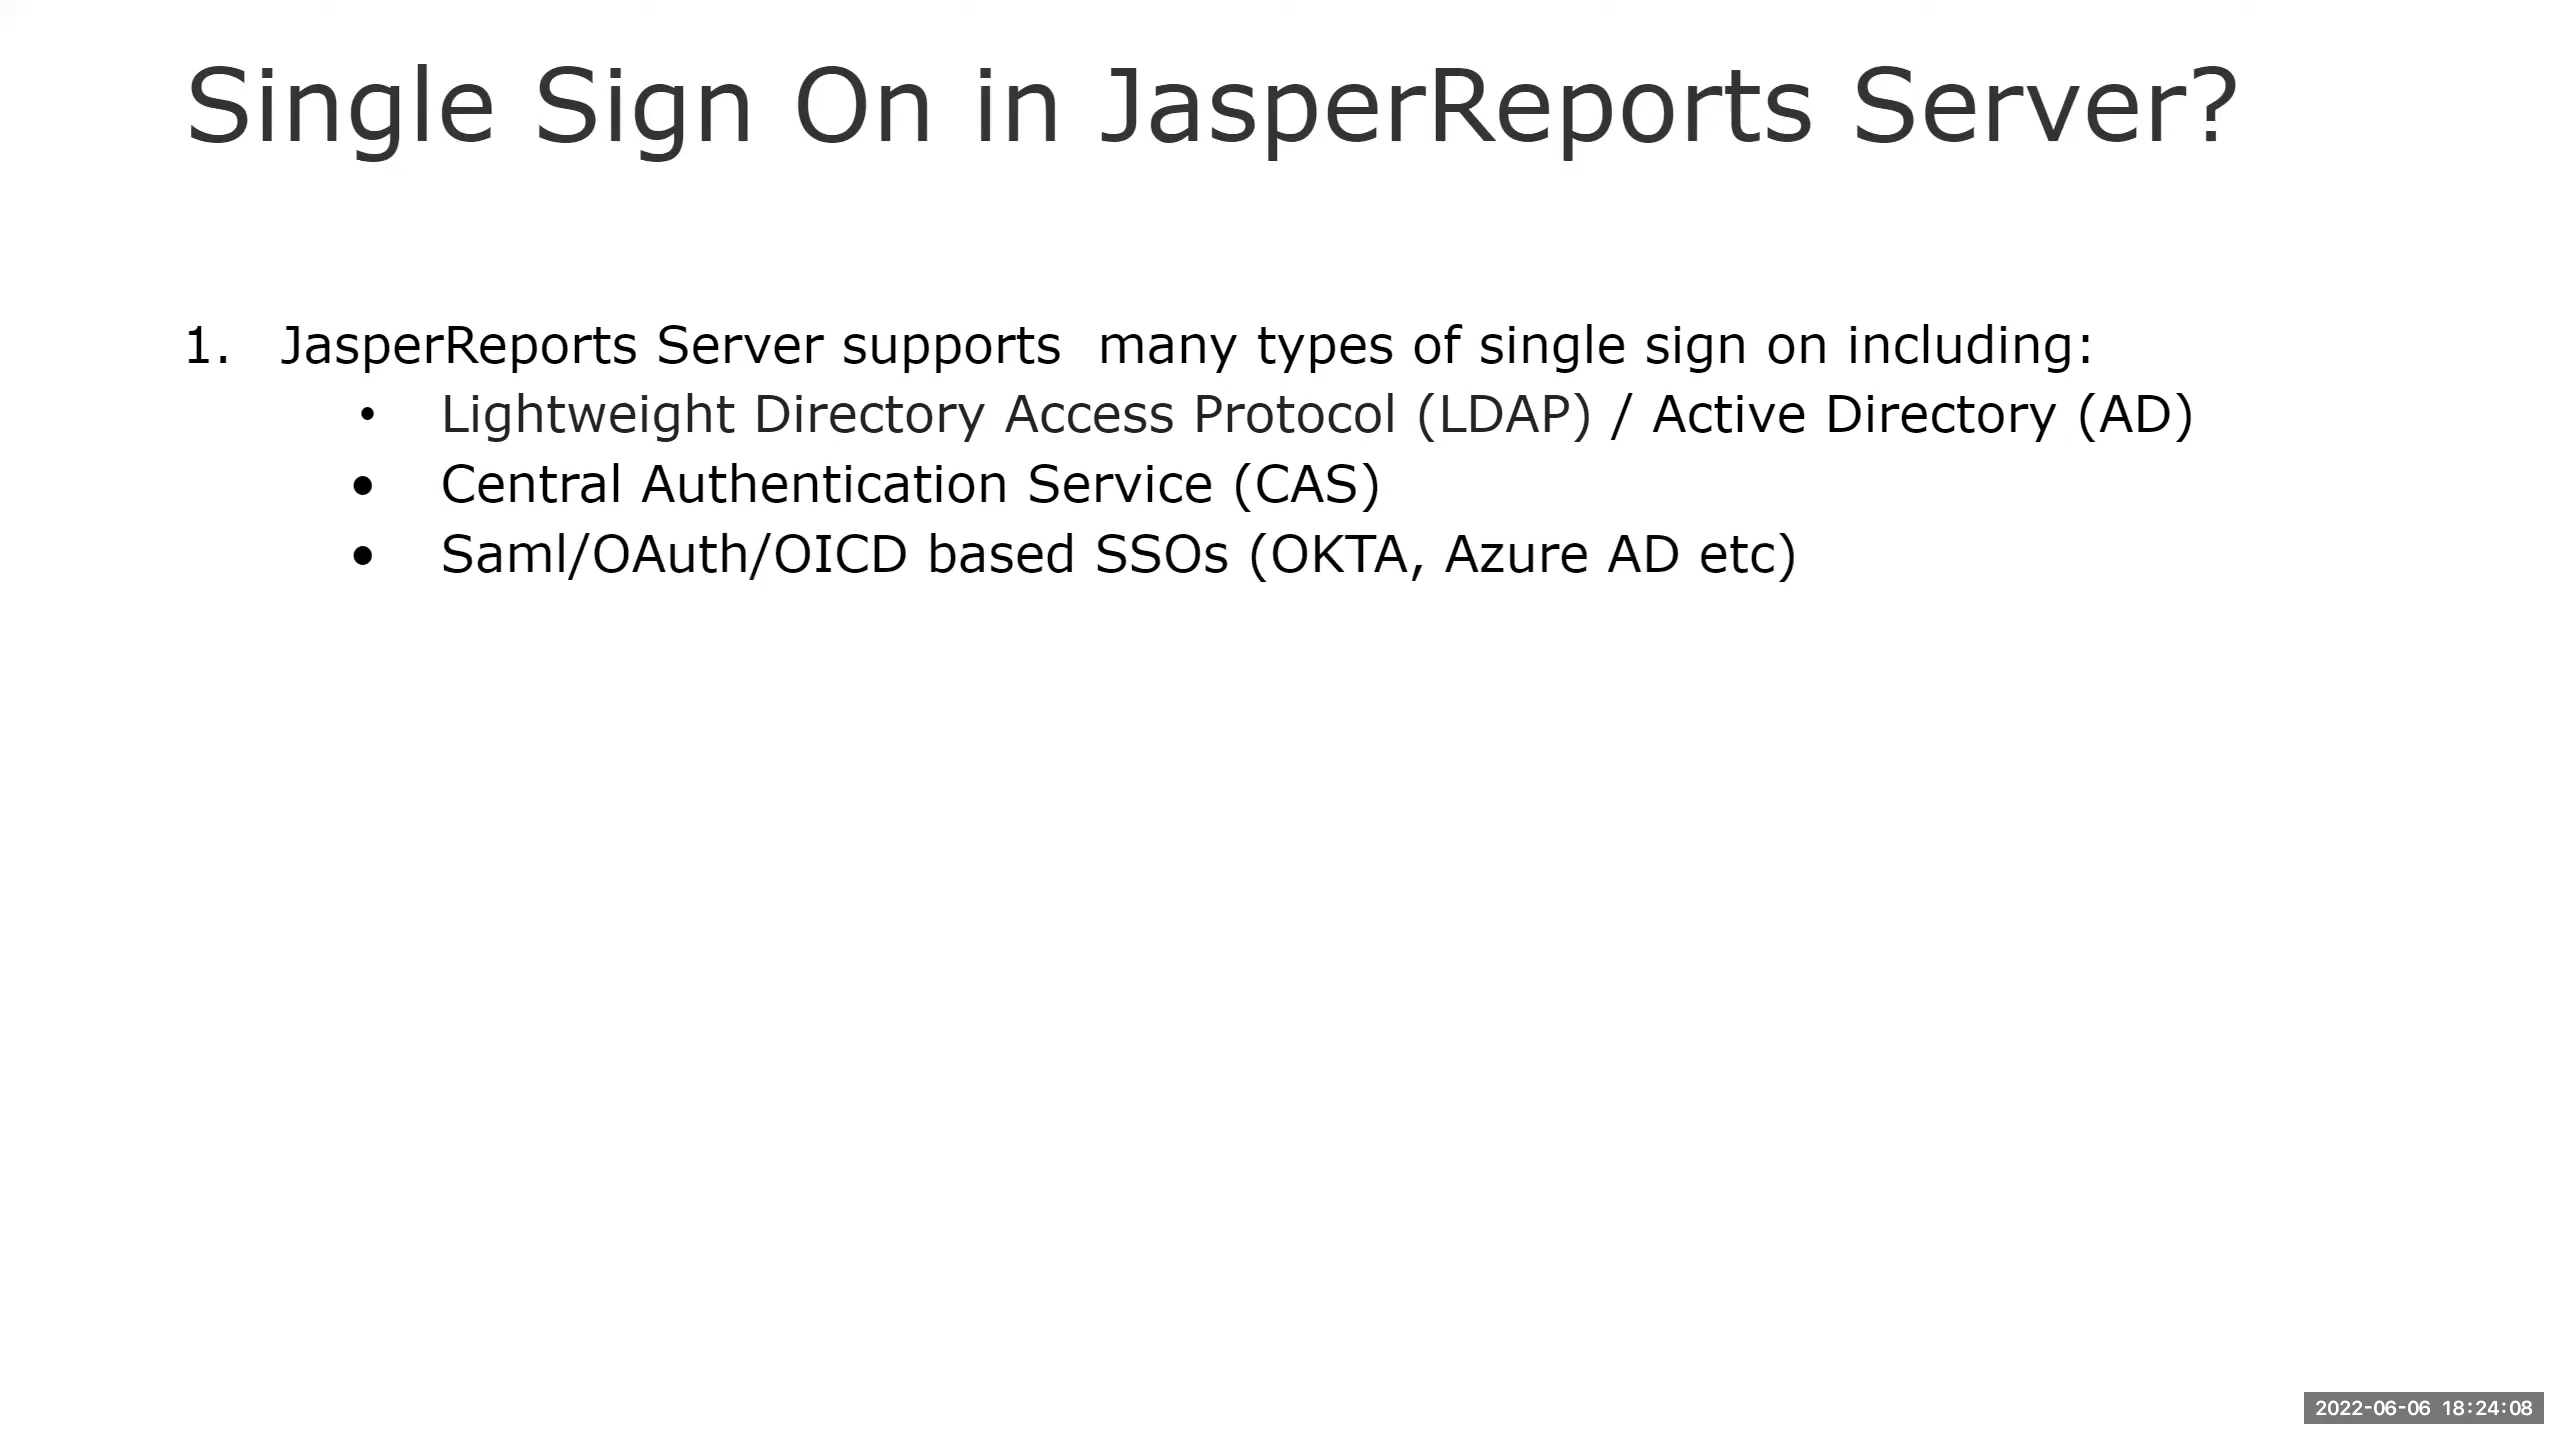 Single Sign On in JasperReports Server?
1. JasperReports Server supports  many types of single sign on including:
• Lightweight Directory Access Protocol (LDAP) / Active Directory (AD)
• Central Authentication Service (CAS)
• Saml/OAuth/OICD based SSOs (OKTA, Azure AD etc)
2022-06-06 18:24:08